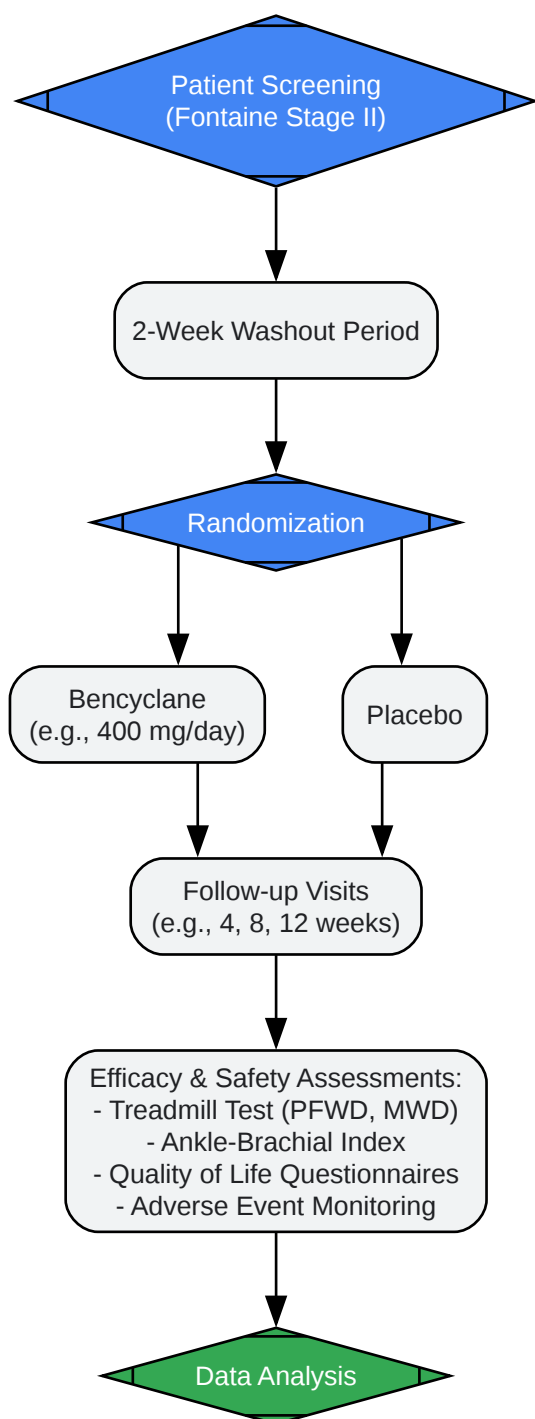 Patient Screening
(Fontaine Stage II)
2-Week Washout Period
Randomization
Bencyclane
(e.g., 400 mg/day)
Placebo
Follow-up Visits
(e.g., 4, 8, 12 weeks)
Efficacy & Safety Assessments:
- Treadmill Test (PFWD, MWD)
- Ankle-Brachial Index
- Quality of Life Questionnaires
- Adverse Event Monitoring
Data Analysis